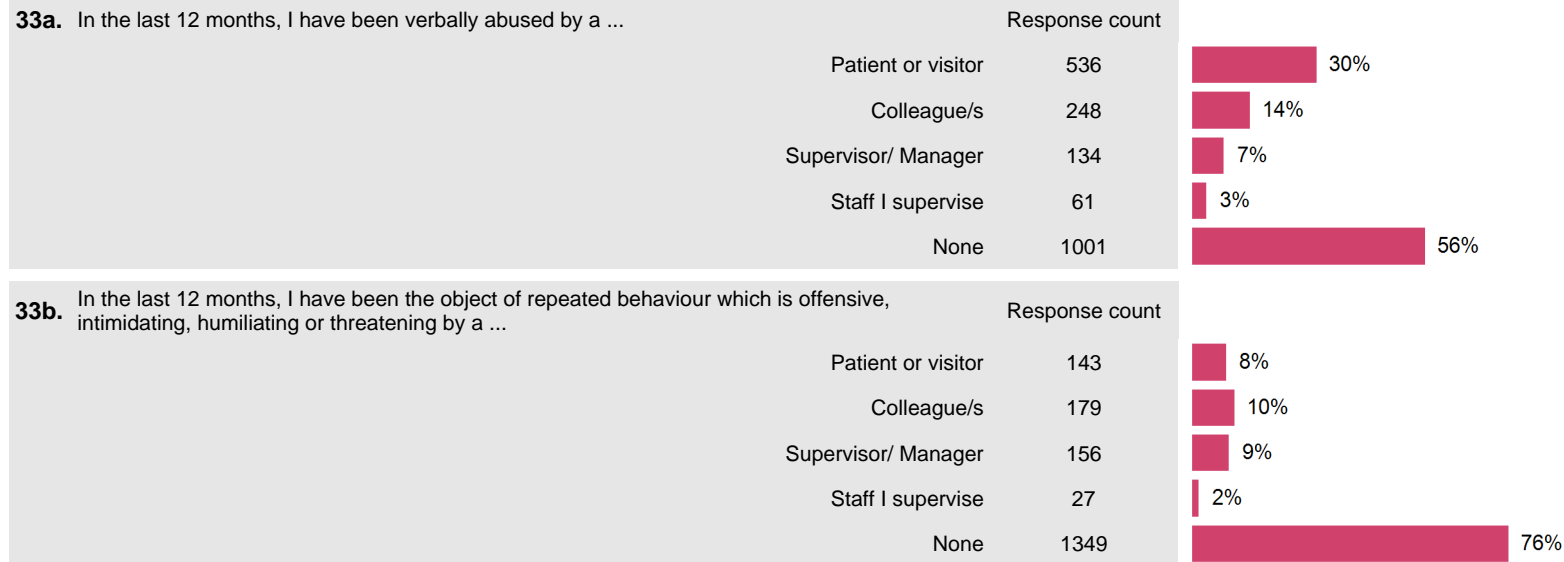 33a. In the last 12 months, I have been verbally abused by a ... Response count
Patient or visitor 536 30%
Colleague/s 248 14%
Supervisor/ Manager 134 7%
Staff I supervise 61 3%
None 1001 56%
33b. In the last 12 months, I have been the object of repeated behaviour which is offensive,
intimidating, humiliating or threatening by a ... Response count
Patient or visitor 143 8%
Colleague/s 179 10%
Supervisor/ Manager 156 9%
Staff I supervise 27 2%
None 1349 76%